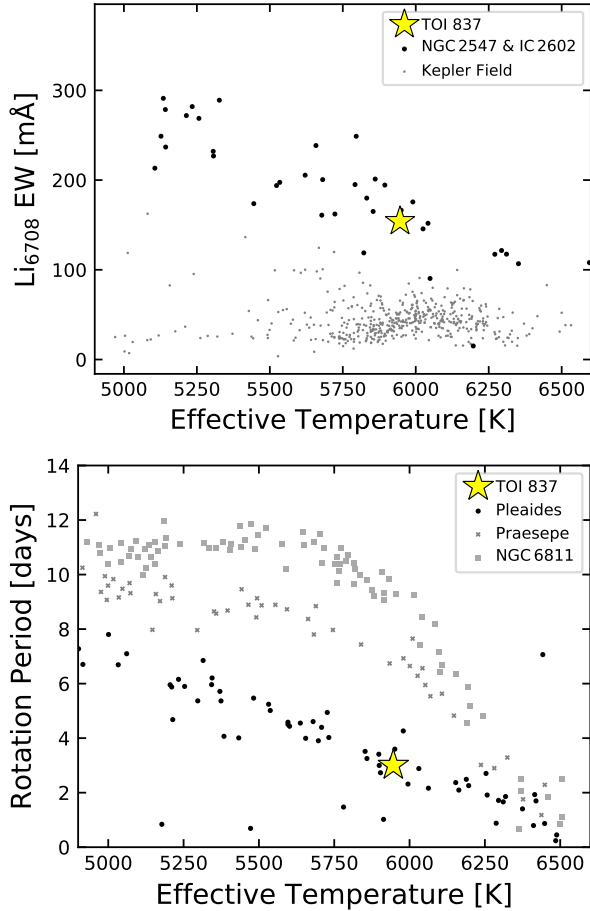 TOI 837
NGC 2547 & IC 2602
Kepler Field
300
200
100
0
Li6708 EW [mÅ]
5000 5250 5500 5750 6000 6250 6500
Effective Temperature [K]
14
TOI 837
Pleaides
Praesepe
NGC 6811
12
10
8
6
4
2
0
Rotation Period [days]
5000 5250 5500 5750 6000 6250 6500
Effective Temperature [K]